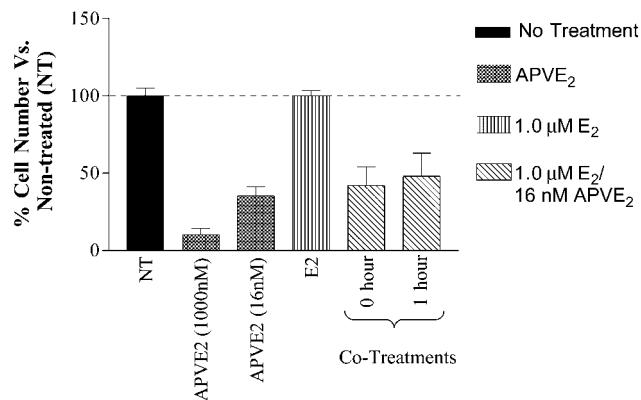 % Cell Number Vs.
Non-treated (NT)
150
100
50
0
NT
APVE2 (1000nM)
APVE2 (16nM)
E2
0 hour
1 hour
Co-Treatments
No Treatment
APVE₂
1.0 μM E₂
1.0 μM E₂/
16 nM APVE₂